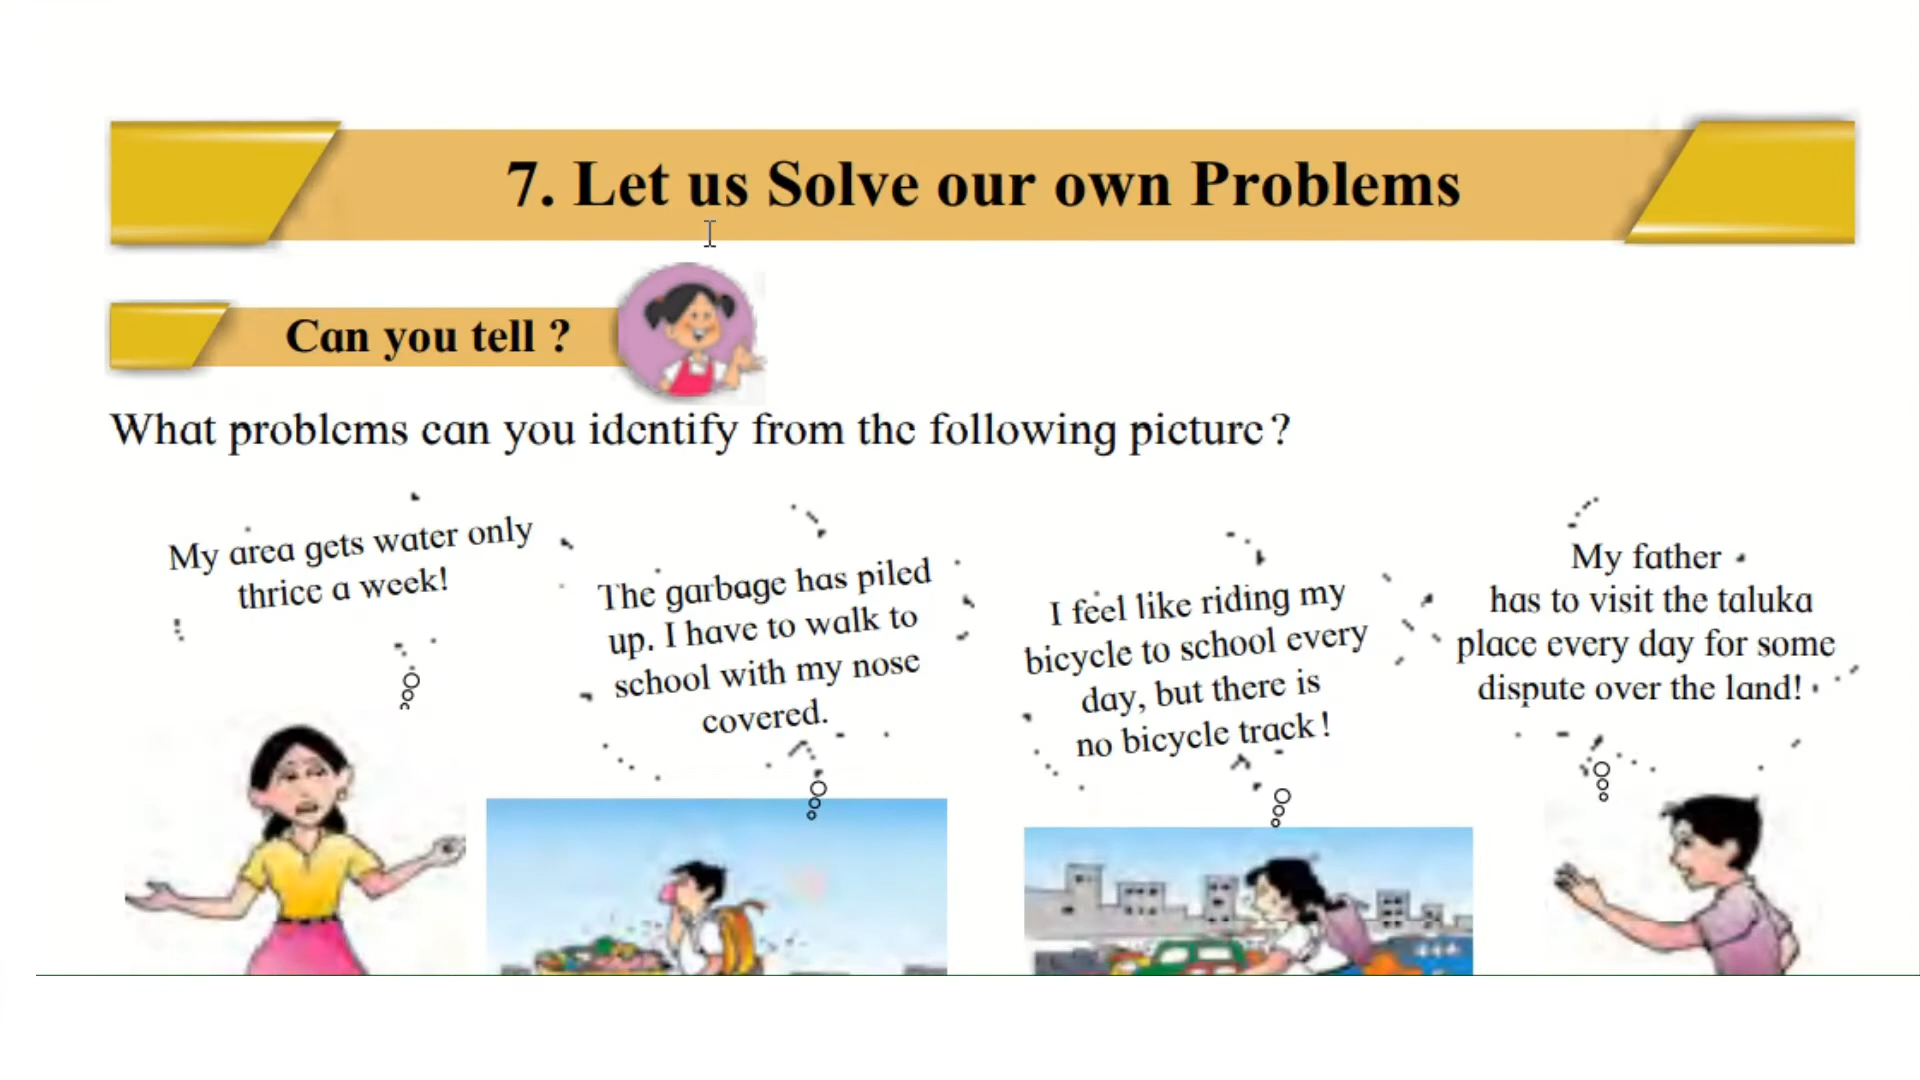 7. Let us Solve our own Problems
Can you tell ?
What problems can you identify from the following picture?
My area gets water only
thrice a week!
The garbage has piled
up. I have to walk to
school with my nose
covered.
I feel like riding my
bicycle to school every
day, but there is
no bicycle track!
My father
has to visit the taluka
place every day for some
dispute over the land!